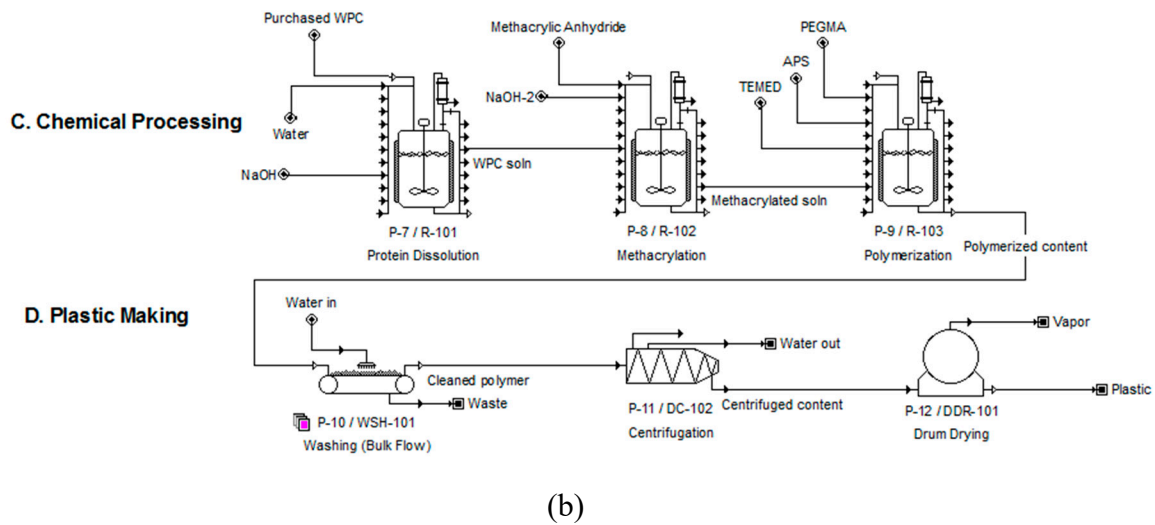 Purchased WPC
Methacrylic Anhydride
PEGMA
APS
TEMED
NaOH-2
C. Chemical Processing
Water
NaOH
WPC soln
Methacrylated soln
P-7 / R-101
Protein Dissolution
P-8 / R-102
Methacrylation
P-9 / R-103
Polymerization
Polymerized content
D. Plastic Making
Water in
Vapor
Water out
Cleaned polymer
Waste
Centrifuged content
Plastic
P-10 / WSH-101
Washing (Bulk Flow)
P-11 / DC-102
Centrifugation
P-12 / DDR-101
Drum Drying
(b)